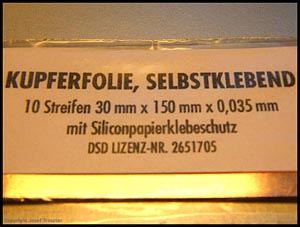 KUPFERFOLIE, SELBSTKLEBEND
10 Streifen 30 mm x 150 mm x 0,035 mm
mit Siliconpapierklebeschutz
DSD LIZENZ-NR. 2651705